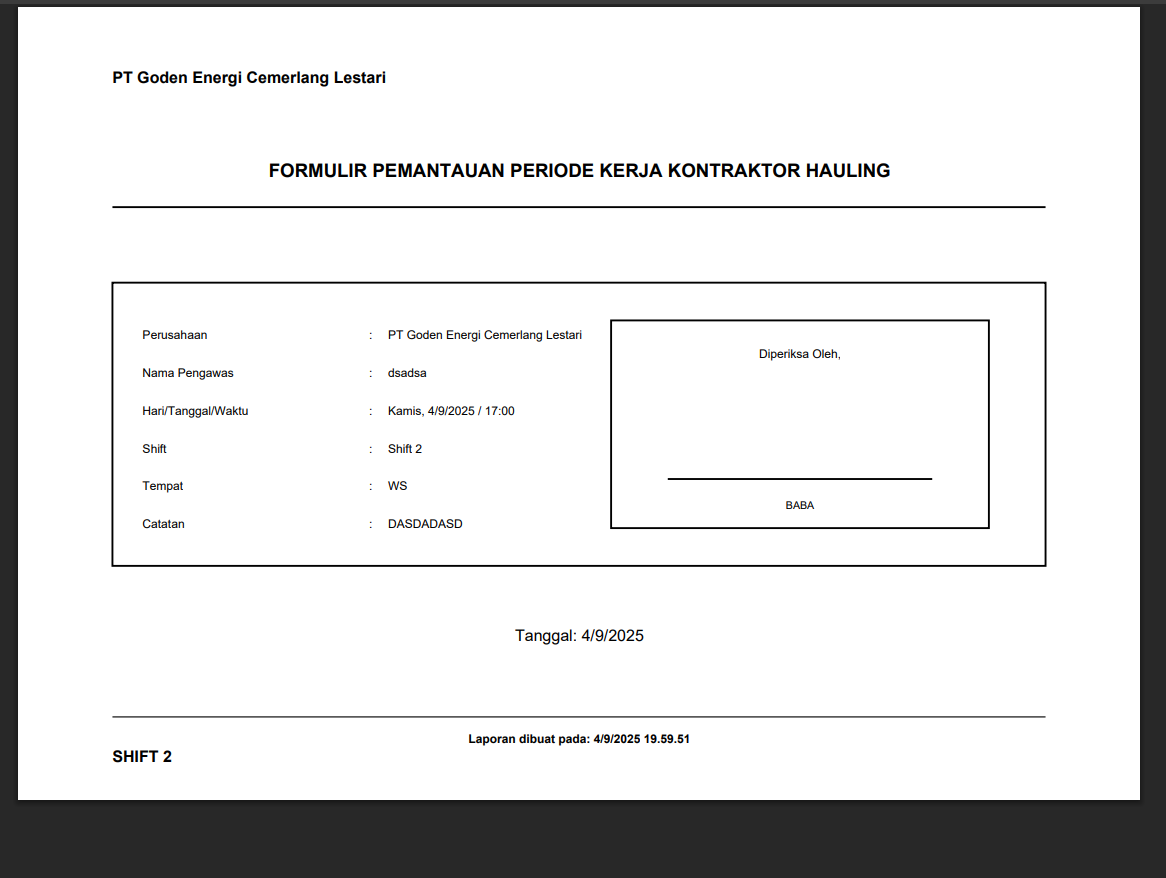 PT Goden Energi Cemerlang Lestari
FORMULIR PEMANTAUAN PERIODE KERJA KONTRAKTOR HAULING
Perusahaan : PT Goden Energi Cemerlang Lestari
Nama Pengawas : dsadsa
Hari/Tanggal/Waktu : Kamis, 4/9/2025 / 17:00
Shift : Shift 2
Tempat : WS
Catatan : DASDADASD
Diperiksa Oleh,
BABA
Tanggal: 4/9/2025
Laporan dibuat pada: 4/9/2025 19.59.51
SHIFT 2